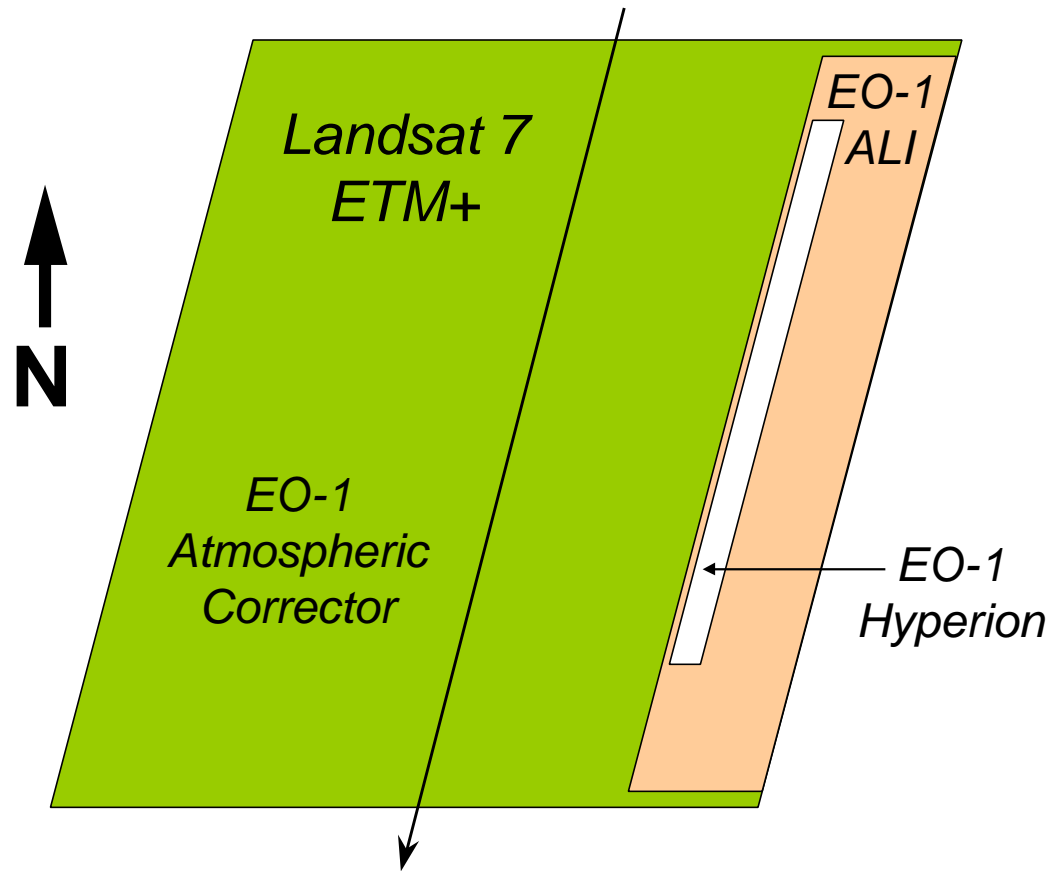 Landsat 7
ETM+
EO-1
ALI
N
EO-1
Atmospheric
Corrector
EO-1
Hyperion